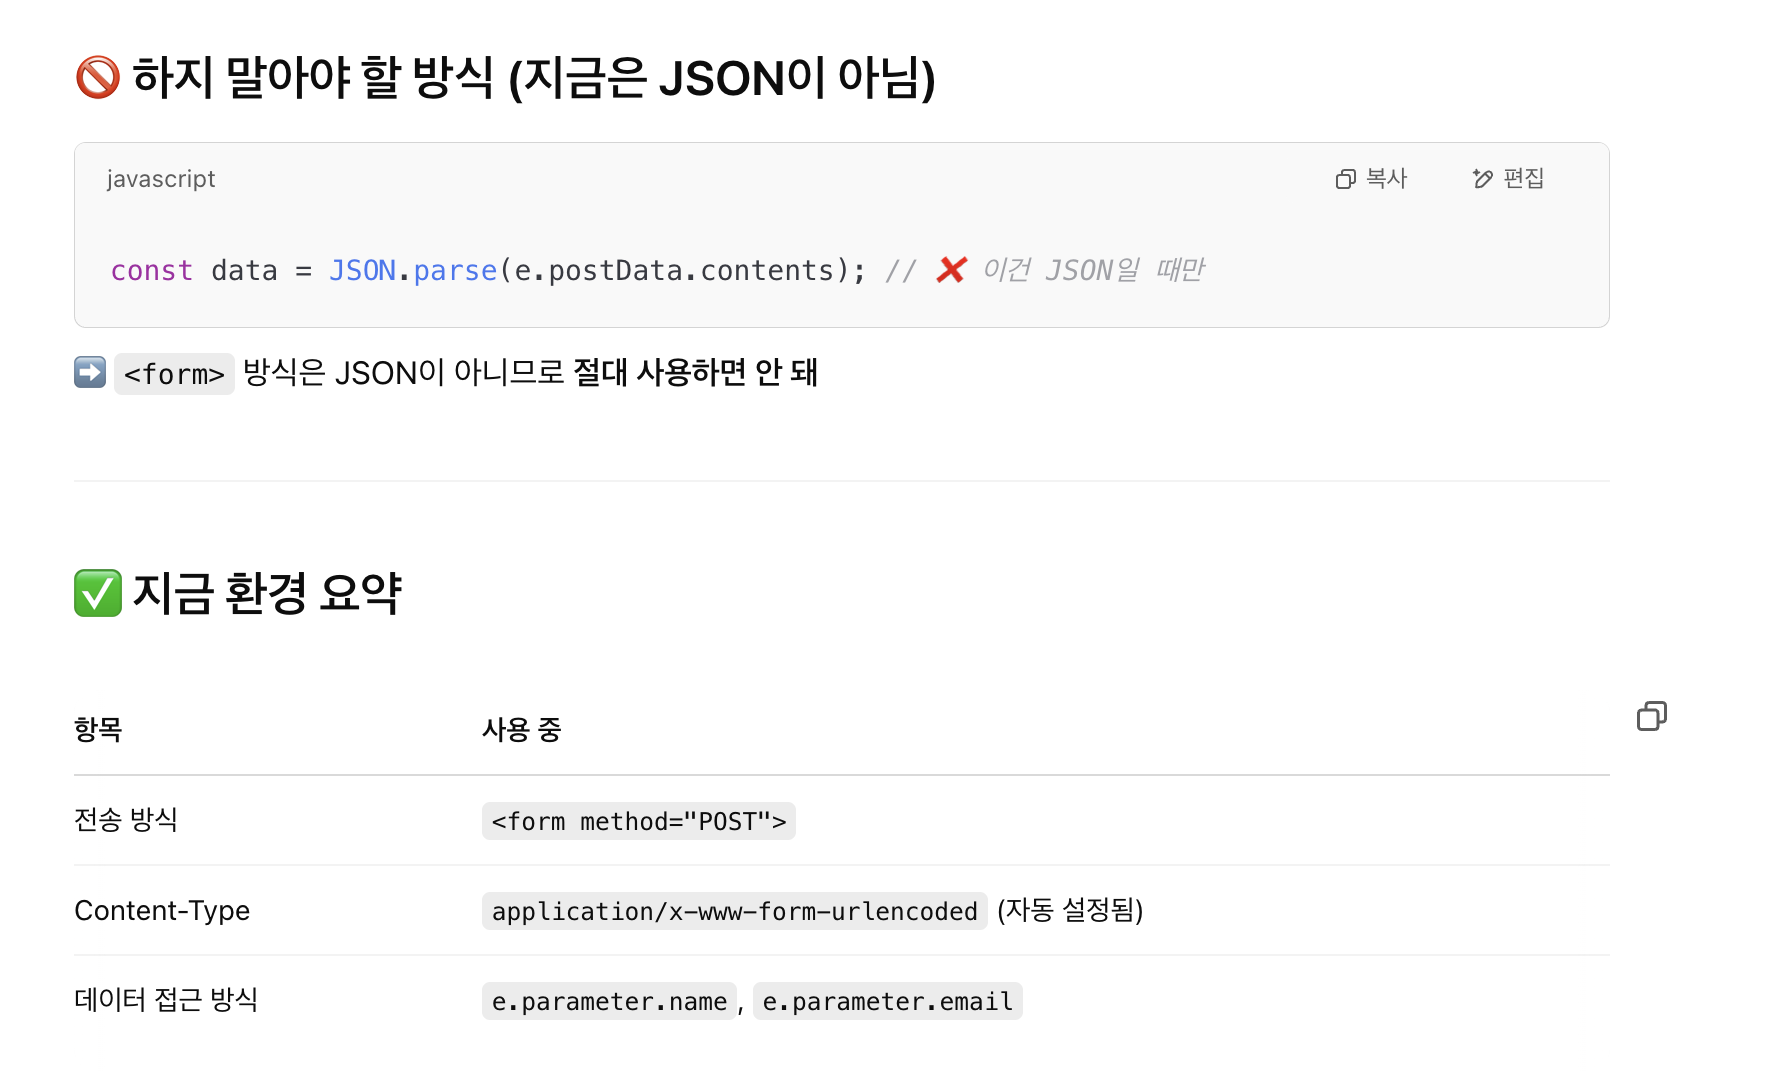 🚫 하지 말아야 할 방식 (지금은 JSON이 아님)
javascript 복사 편집
const data = JSON.parse(e.postData.contents); // ❌ 이건 JSON일 때만
➡️ <form> 방식은 JSON이 아니므로 절대 사용하면 안 돼
✅ 지금 환경 요약
항목 사용 중
전송 방식 <form method="POST">
Content-Type application/x-www-form-urlencoded (자동 설정됨)
데이터 접근 방식 e.parameter.name, e.parameter.email